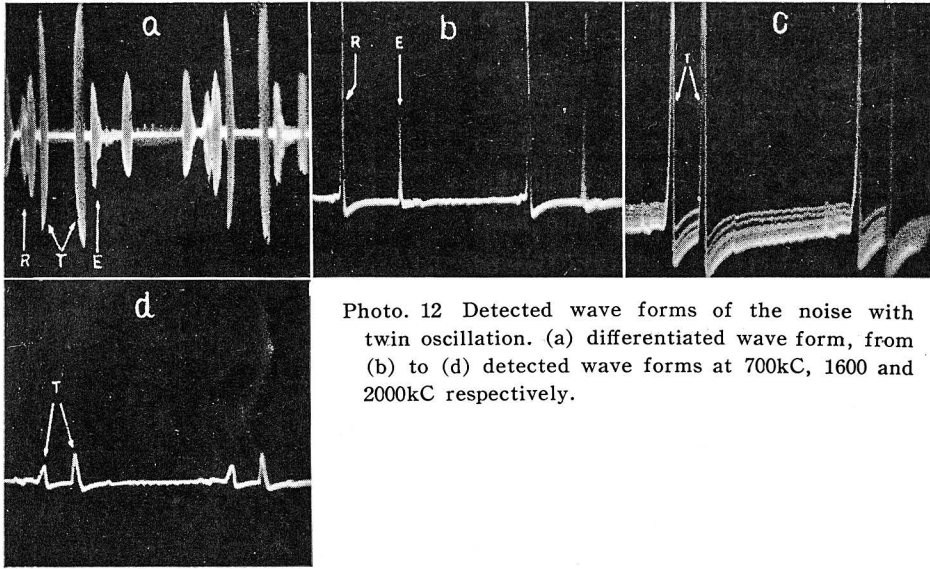 a
R T E
b
R E
C
T
d
T
Photo. 12 Detected wave forms of the noise with
twin oscillation. (a) differentiated wave form, from
(b) to (d) detected wave forms at 700kC, 1600 and
2000kC respectively.